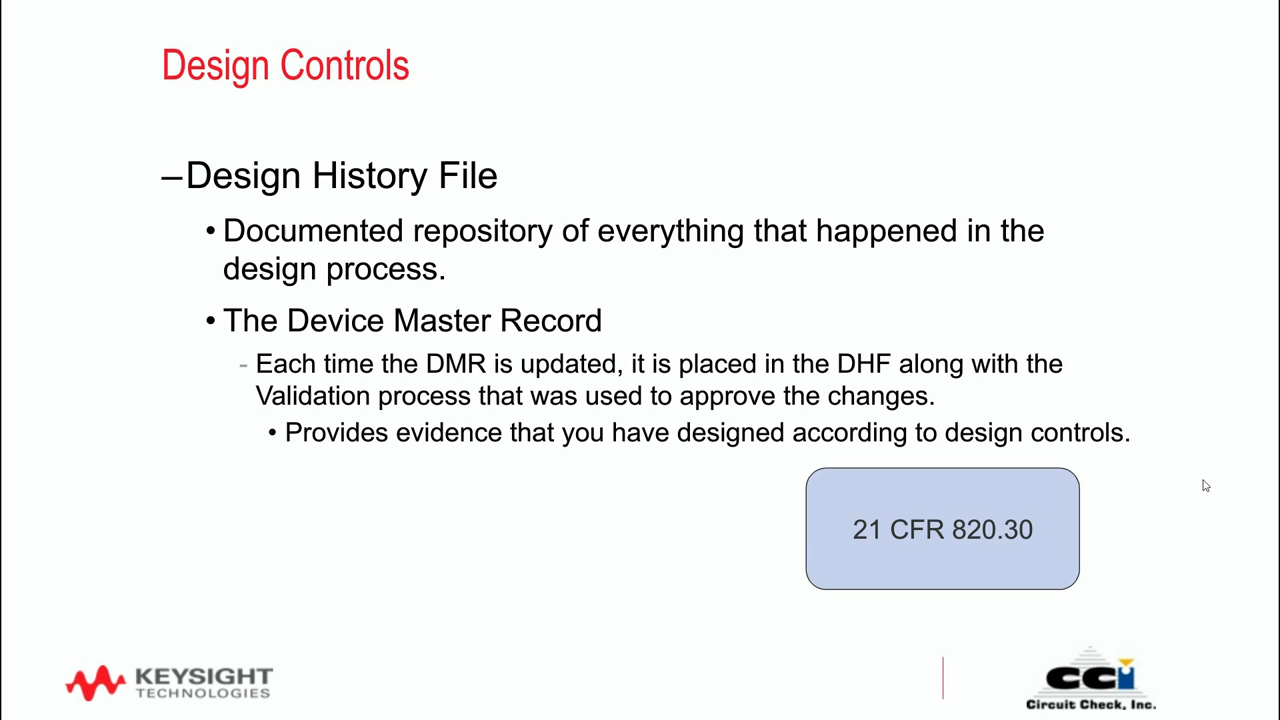 Design Controls
–Design History File
• Documented repository of everything that happened in the
design process.
• The Device Master Record
- Each time the DMR is updated, it is placed in the DHF along with the
Validation process that was used to approve the changes.
• Provides evidence that you have designed according to design controls.
21 CFR 820.30
KEYSIGHT
TECHNOLOGIES
cci
Circuit Check, Inc.